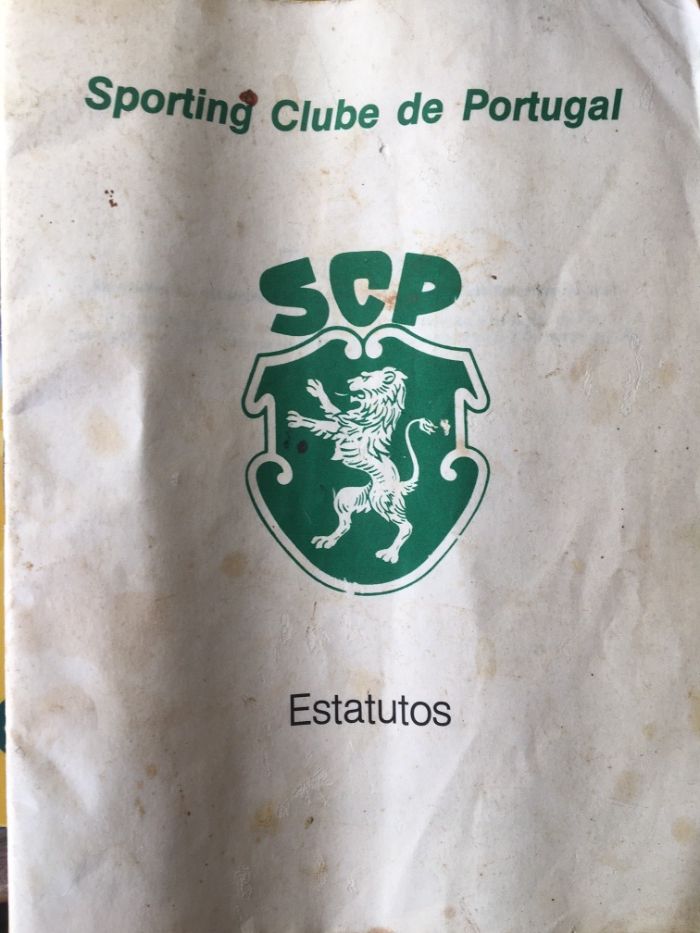 Sporting Clube de Portugal
SCP
Estatutos